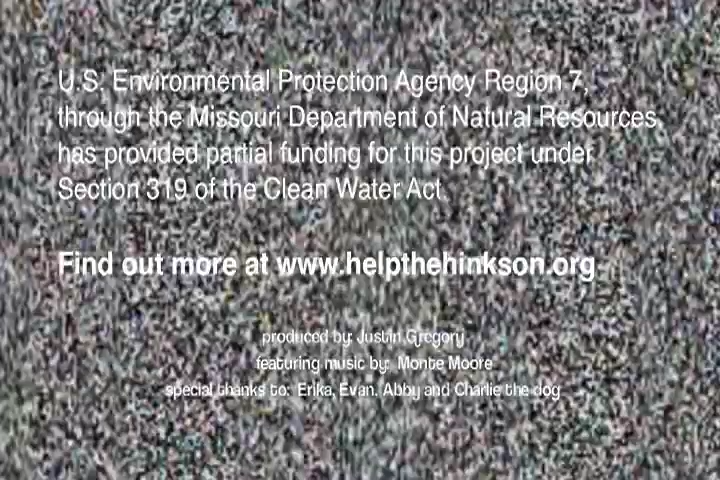 U.S. Environmental Protection Agency Region 7,
through the Missouri Department of Natural Resources,
has provided partial funding for this project under
Section 319 of the Clean Water Act.
Find out more at www.helpthehinkson.org
produced by: Justin Gregory
featuring music by: Monte Moore
special thanks to: Erika, Evan, Abby and Charlie the dog